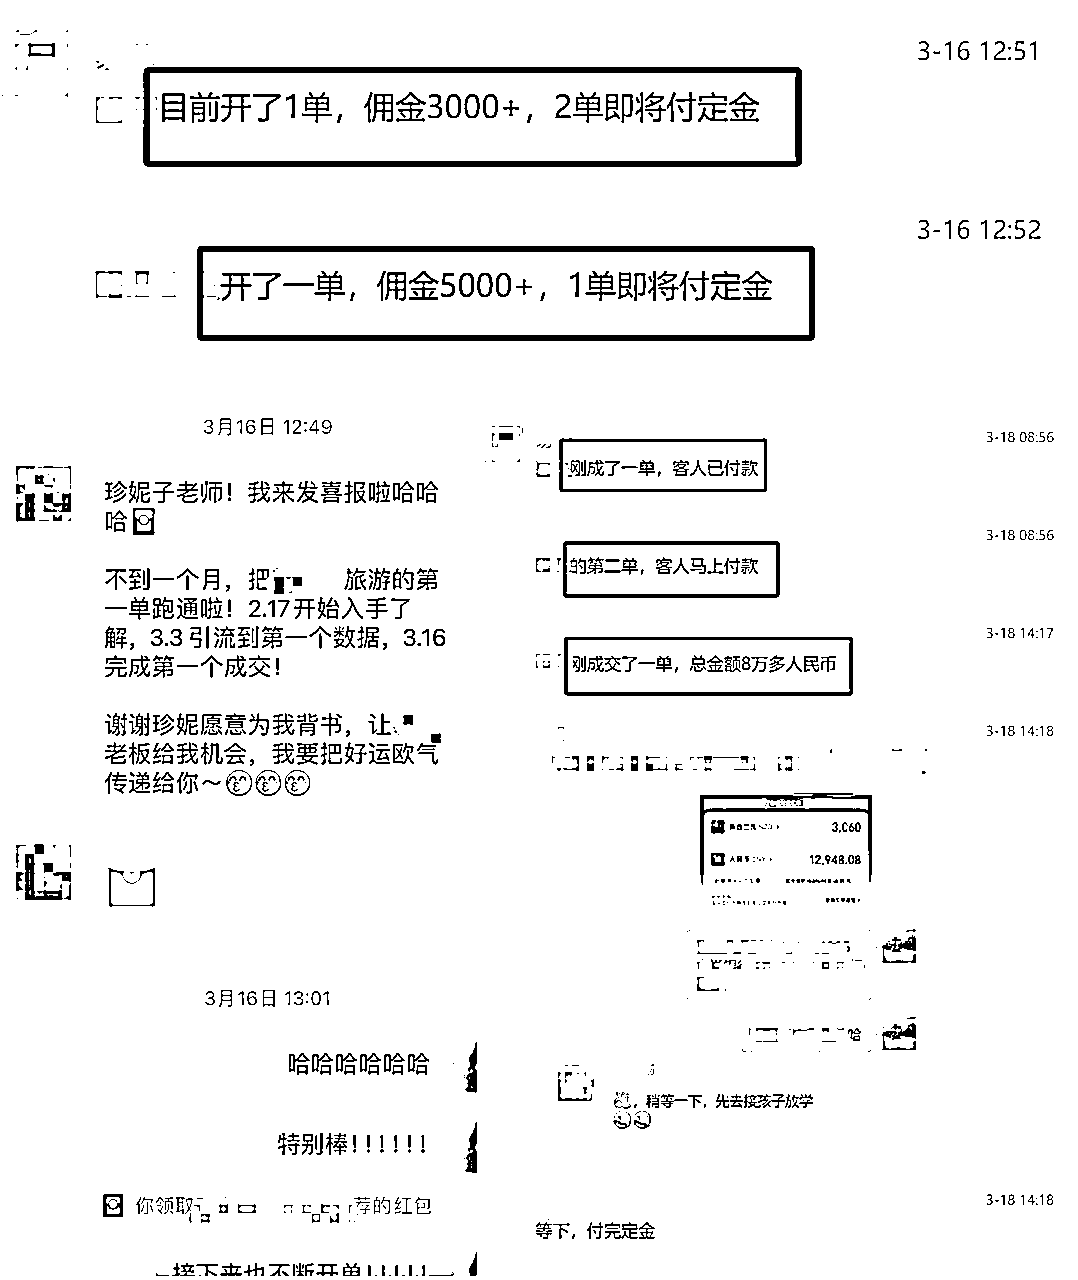 3-16 12:51
目前开了1单，佣金3000+，2单即将付定金
3-16 12:52
开了一单，佣金5000+，1单即将付定金
3月16日 12:49
珍妮子老师！我来发喜报啦哈哈
哈
不到一个月，把 旅游的第
一单跑通啦！2.17开始入手了
解，3.3 引流到第一个数据，3.16
完成第一个成交！
谢谢珍妮愿意为我背书，让
老板给我机会，我要把好运欧气
传递给你～
3月16日 13:01
哈哈哈哈哈哈
特别棒！！！！！！
你领取 荐的红包
接下来也不断开单！！！！！
3-18 08:56
刚成了一单，客人已付款
3-18 08:56
的第二单，客人马上付款
3-18 14:17
刚成交了一单，总金额8万多人民币
3-18 14:18
3,060
12,948.08
哈
，稍等一下，先去接孩子放学
3-18 14:18
等下，付完定金